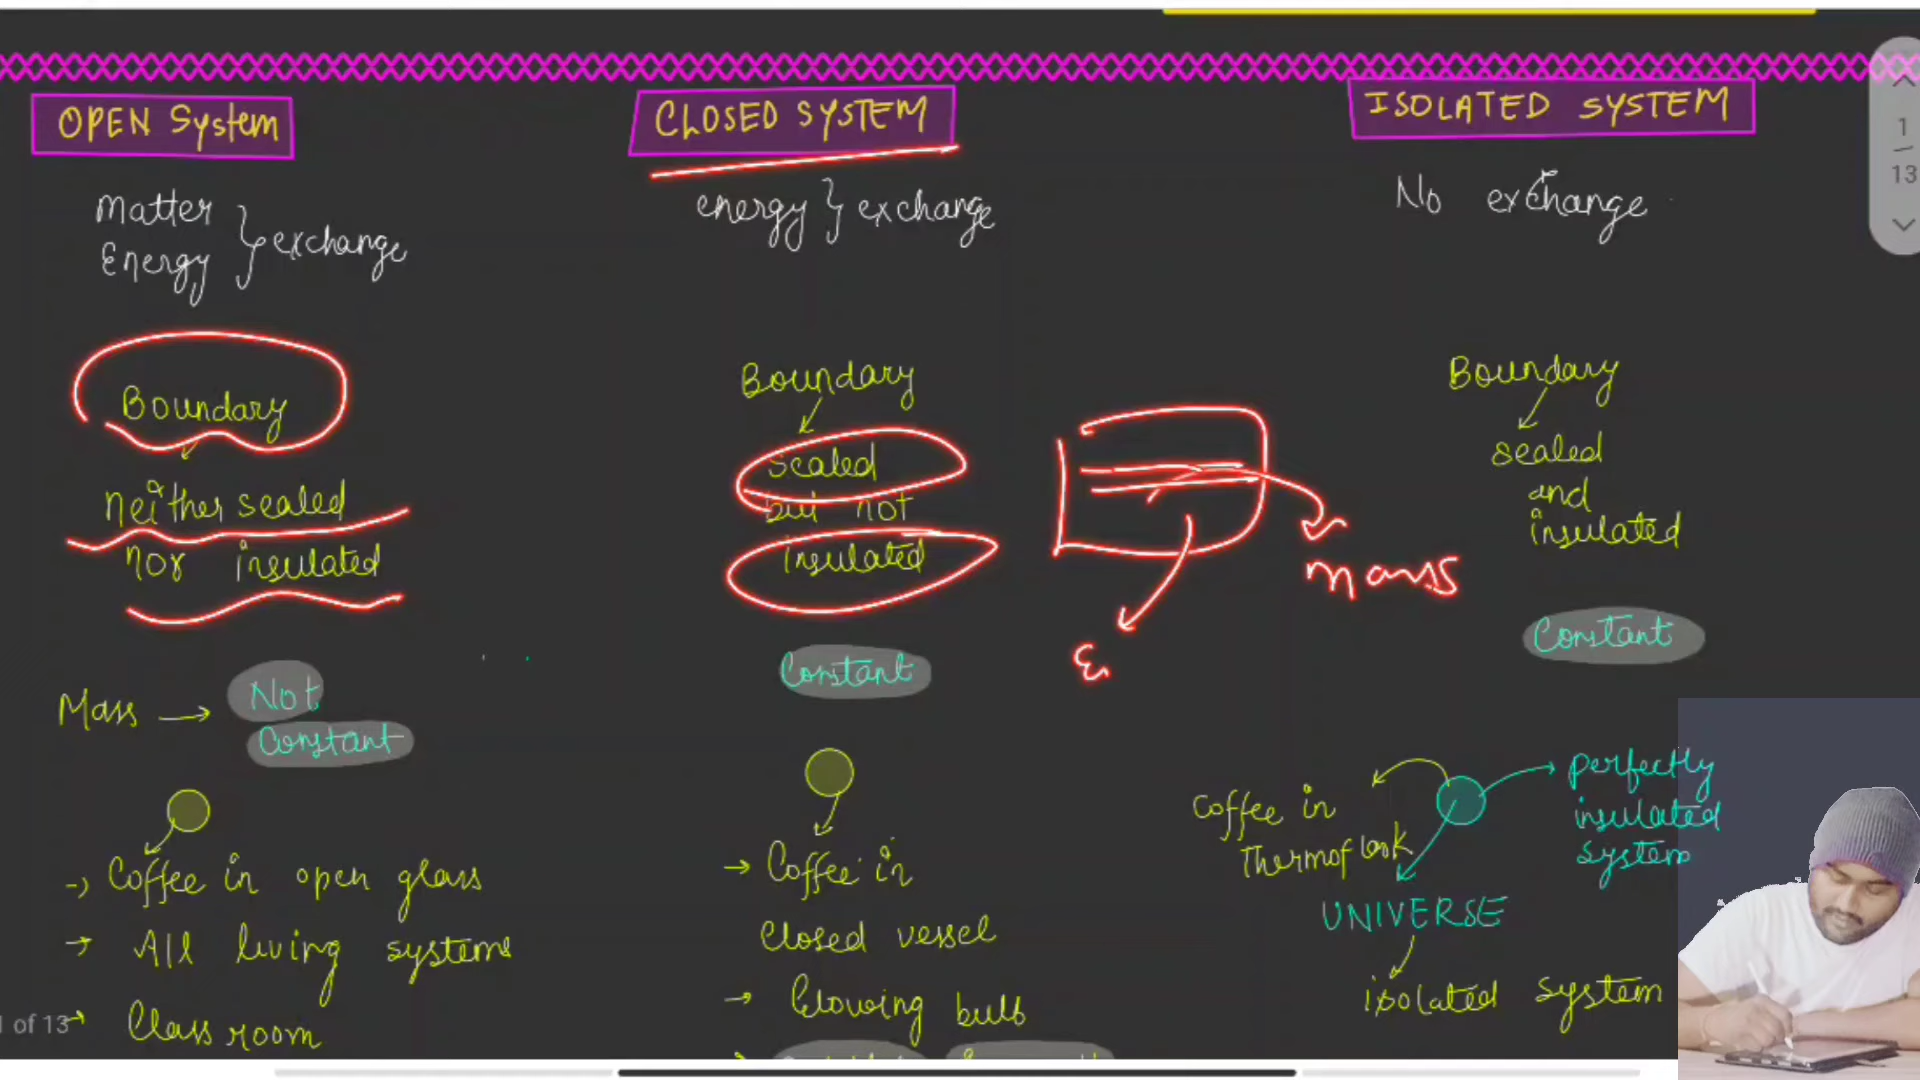 OPEN System
Matter
Energy } exchange
Boundary
neither sealed
nor insulated
Mass → Not
Constant
→ Coffee in open glass
→ All living systems
→ Class room
CLOSED SYSTEM
energy } exchange
Boundary
sealed
but not
insulated
Mass
E
Constant
→ Coffee in
Closed vessel
→ Glowing bulb
ISOLATED SYSTEM
No exchange
Boundary
sealed
and
insulated
Constant
Coffee in
Thermoflask
perfectly
insulated
system
UNIVERSE
isolated system
1
13
1 of 13